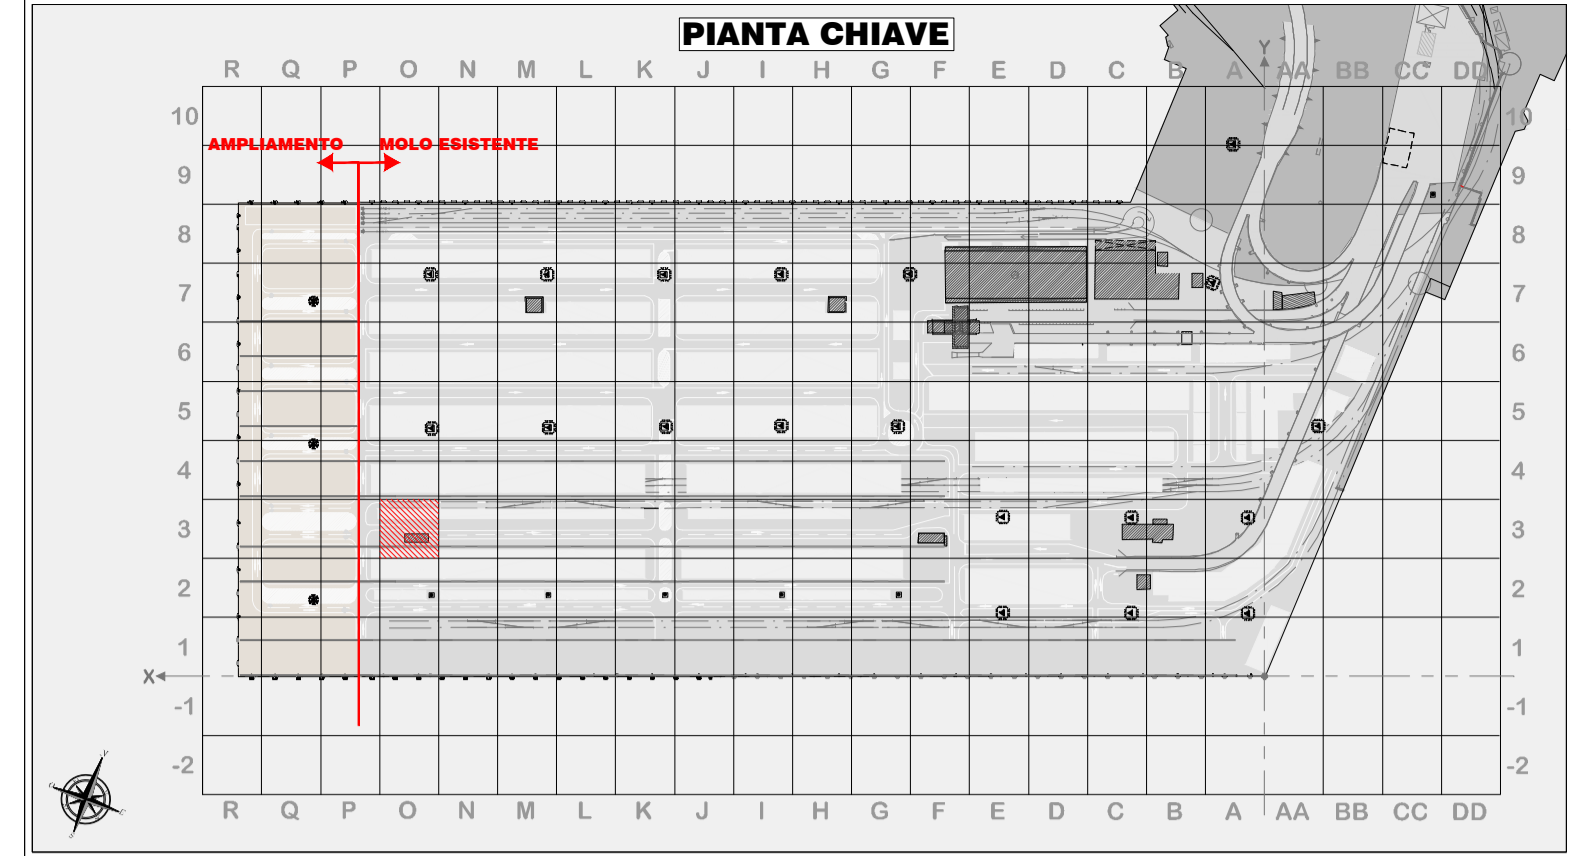 PIANTA CHIAVE
R Q P O N M L K J I H G F E D C B A AA BB CC DD
Y
10 10
AMPLIAMENTO MOLO ESISTENTE
9 9
8 8
7 7
6 6
5 5
4 4
3 3
2 2
1 1
X
-1 -1
-2 -2
R Q P O N M L K J I H G F E D C B A AA BB CC DD